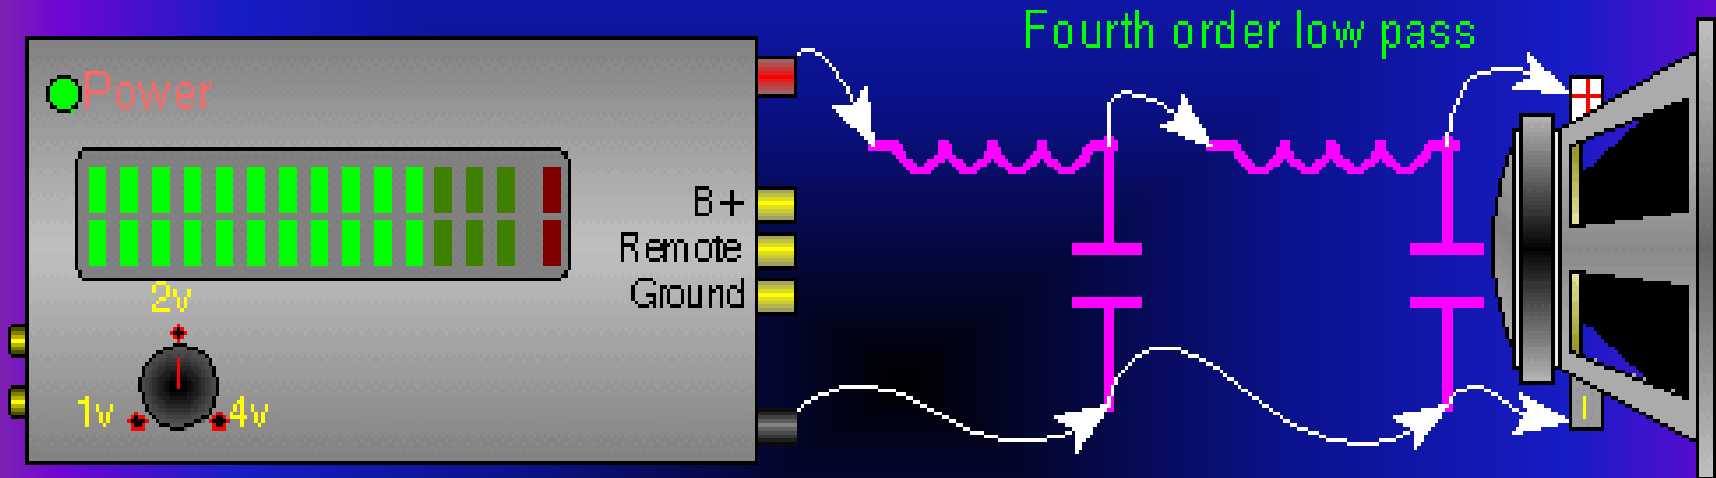 Fourth order low pass
Power
B+
Remote
Ground
2v
1v
4v